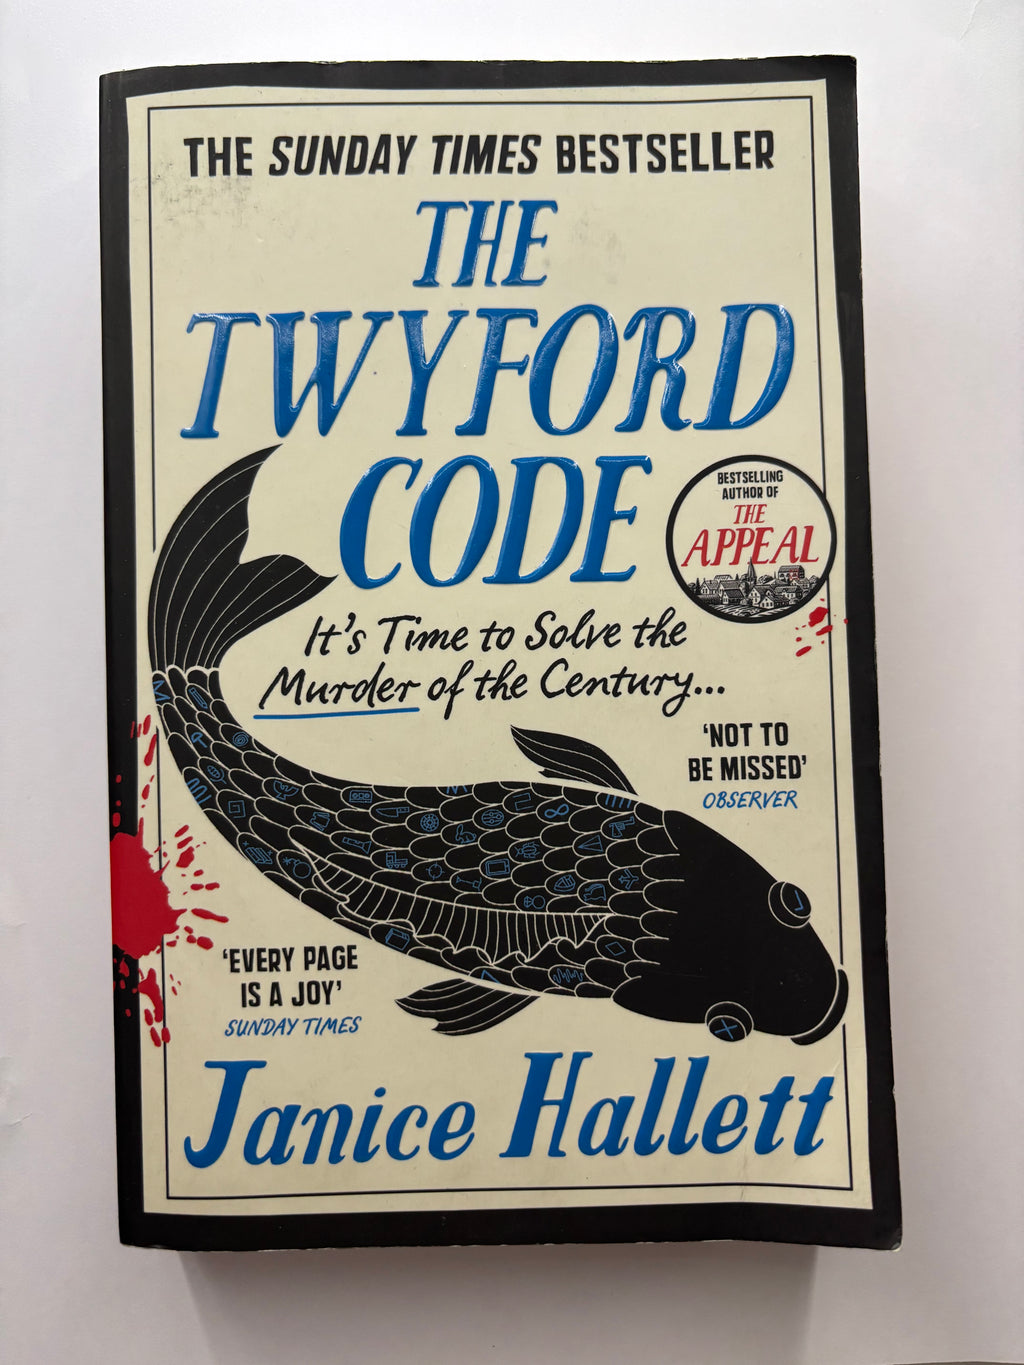 THE SUNDAY TIMES BESTSELLER
THE
TWYFORD
CODE
BESTSELLING
AUTHOR OF
THE
APPEAL
It's Time to Solve the
Murder of the Century...
'NOT TO
BE MISSED'
OBSERVER
'EVERY PAGE
IS A JOY'
SUNDAY TIMES
Janice Hallett